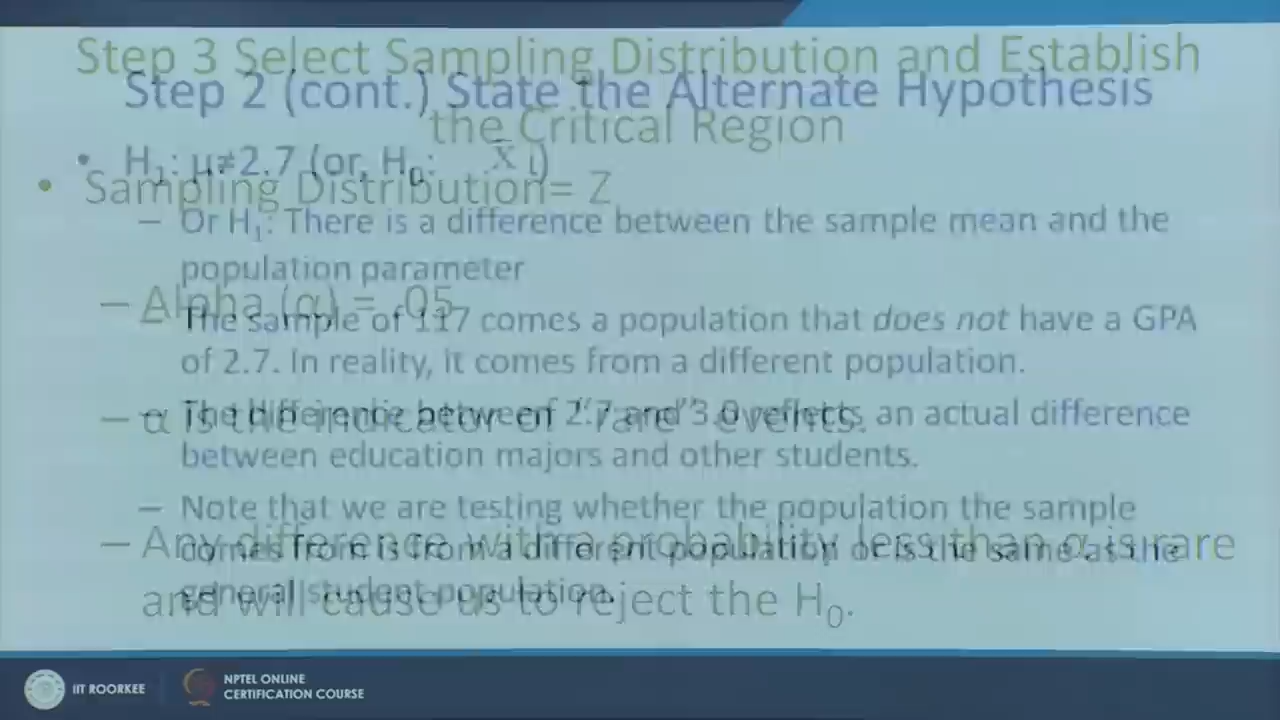 Step 3 Select Sampling Distribution and Establish
the Critical Region
• Sampling Distribution= Z
– Alpha (α) = .05
– α is the indicator of "rare" events.
– Any difference with a probability less than α is rare
and will cause us to reject the H0.
Step 2 (cont.) State the Alternate Hypothesis
• H1: μ≠2.7 (or, H0: X̄ ι)
– Or H1: There is a difference between the sample mean and the
population parameter
– The sample of 117 comes a population that does not have a GPA
of 2.7. In reality, it comes from a different population.
– The difference between 2.7 and 3.0 reflects an actual difference
between education majors and other students.
– Note that we are testing whether the population the sample
comes from is from a different population or is the same as the
general student population.
IIT ROORKEE
NPTEL ONLINE
CERTIFICATION COURSE